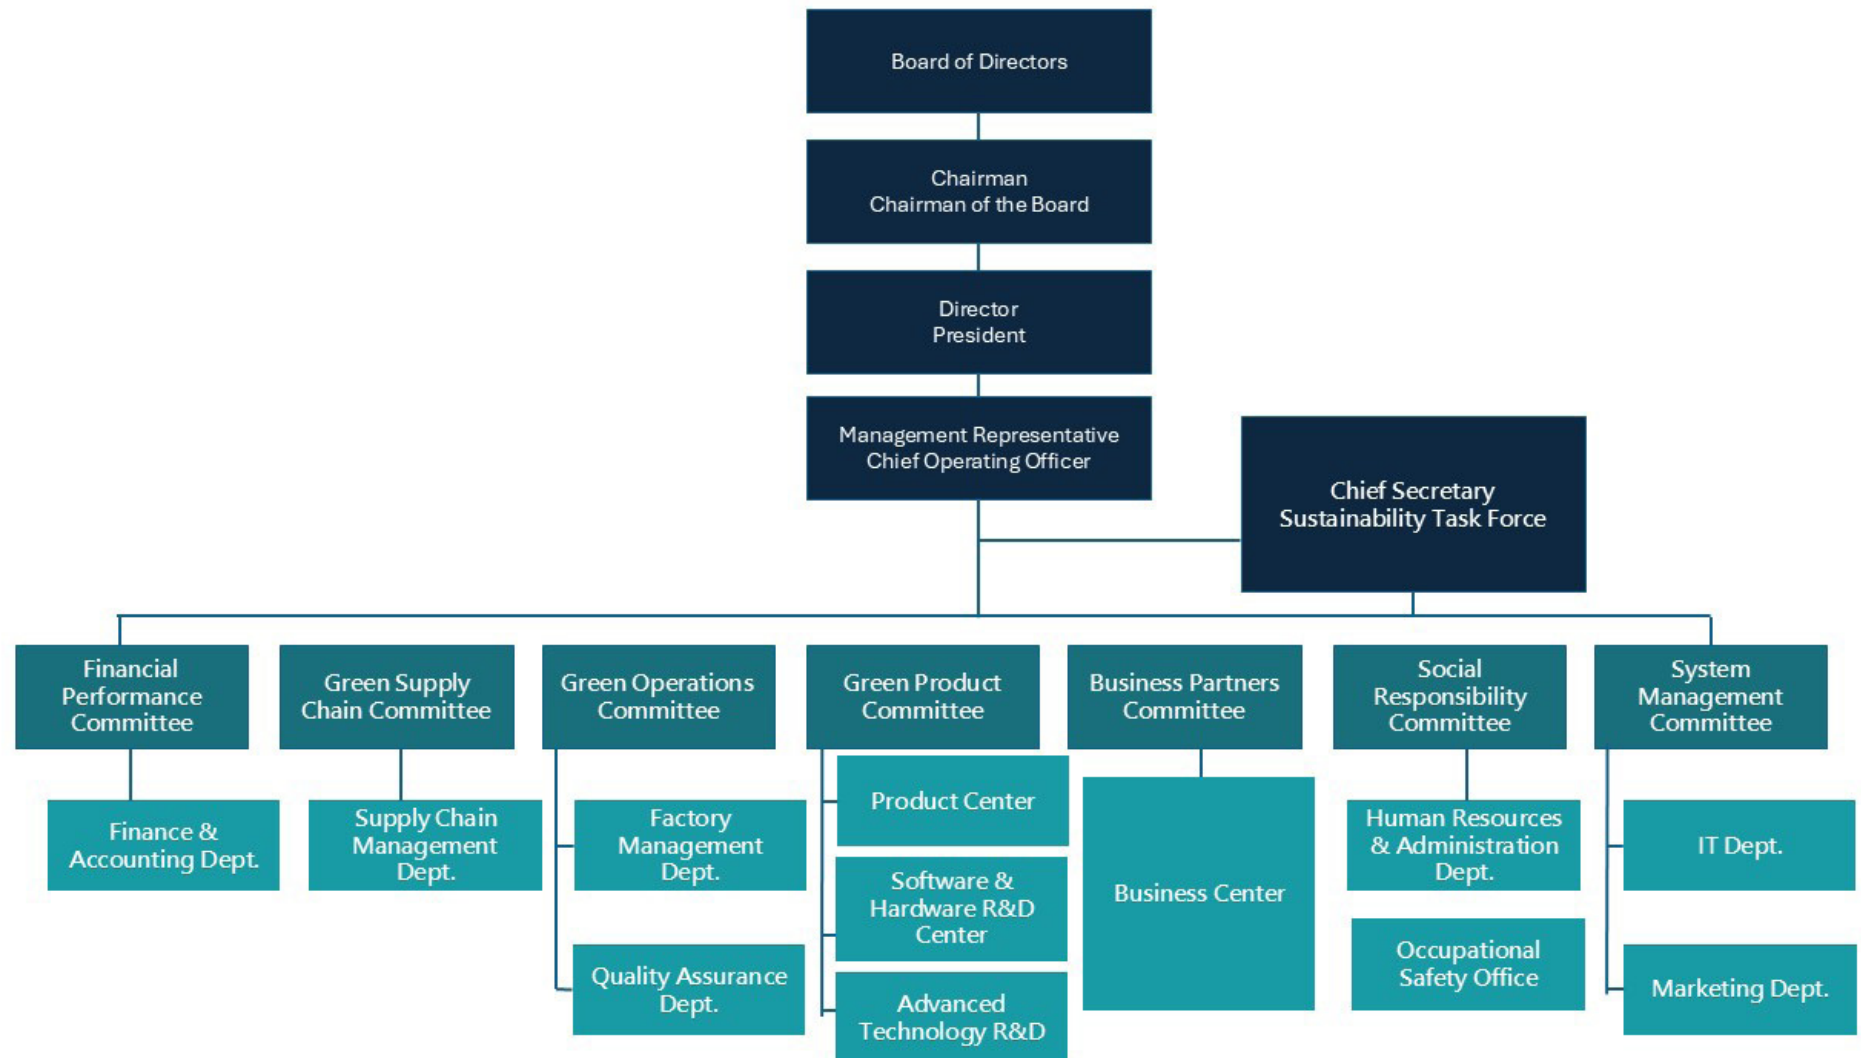 Board of Directors
Chairman
Chairman of the Board
Director
President
Management Representative
Chief Operating Officer
Chief Secretary
Sustainability Task Force
Financial
Performance
Committee
Green Supply
Chain Committee
Green Operations
Committee
Green Product
Committee
Business Partners
Committee
Social
Responsibility
Committee
System
Management
Committee
Finance &
Accounting Dept.
Supply Chain
Management
Dept.
Factory
Management
Dept.
Quality Assurance
Dept.
Product Center
Software &
Hardware R&D
Center
Advanced
Technology R&D
Business Center
Human Resources
& Administration
Dept.
Occupational
Safety Office
IT Dept.
Marketing Dept.